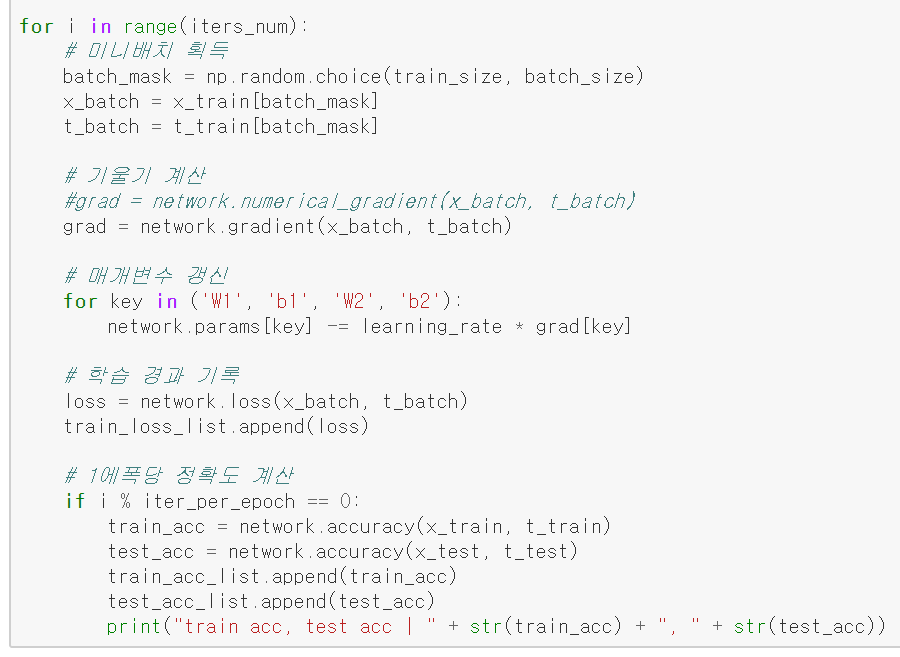 for i in range(iters_num):
    # 미니배치 획득
    batch_mask = np.random.choice(train_size, batch_size)
    x_batch = x_train[batch_mask]
    t_batch = t_train[batch_mask]

    # 기울기 계산
    #grad = network.numerical_gradient(x_batch, t_batch)
    grad = network.gradient(x_batch, t_batch)

    # 매개변수 갱신
    for key in ('W1', 'b1', 'W2', 'b2'):
        network.params[key] -= learning_rate * grad[key]

    # 학습 경과 기록
    loss = network.loss(x_batch, t_batch)
    train_loss_list.append(loss)

    # 1에폭당 정확도 계산
    if i % iter_per_epoch == 0:
        train_acc = network.accuracy(x_train, t_train)
        test_acc = network.accuracy(x_test, t_test)
        train_acc_list.append(train_acc)
        test_acc_list.append(test_acc)
        print("train acc, test acc | " + str(train_acc) + ", " + str(test_acc))